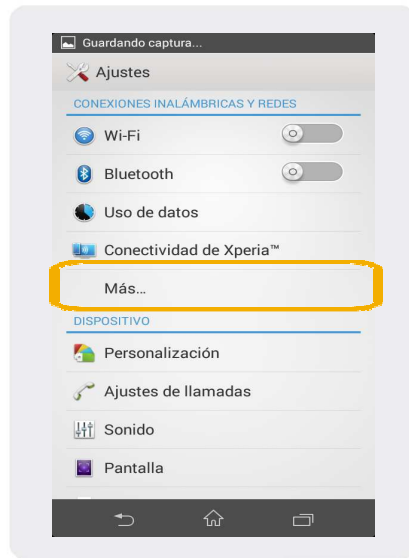 Guardando captura...
Ajustes
CONEXIONES INALÁMBRICAS Y REDES
Wi-Fi
Bluetooth
Uso de datos
Conectividad de Xperia™
Más...
DISPOSITIVO
Personalización
Ajustes de llamadas
Sonido
Pantalla